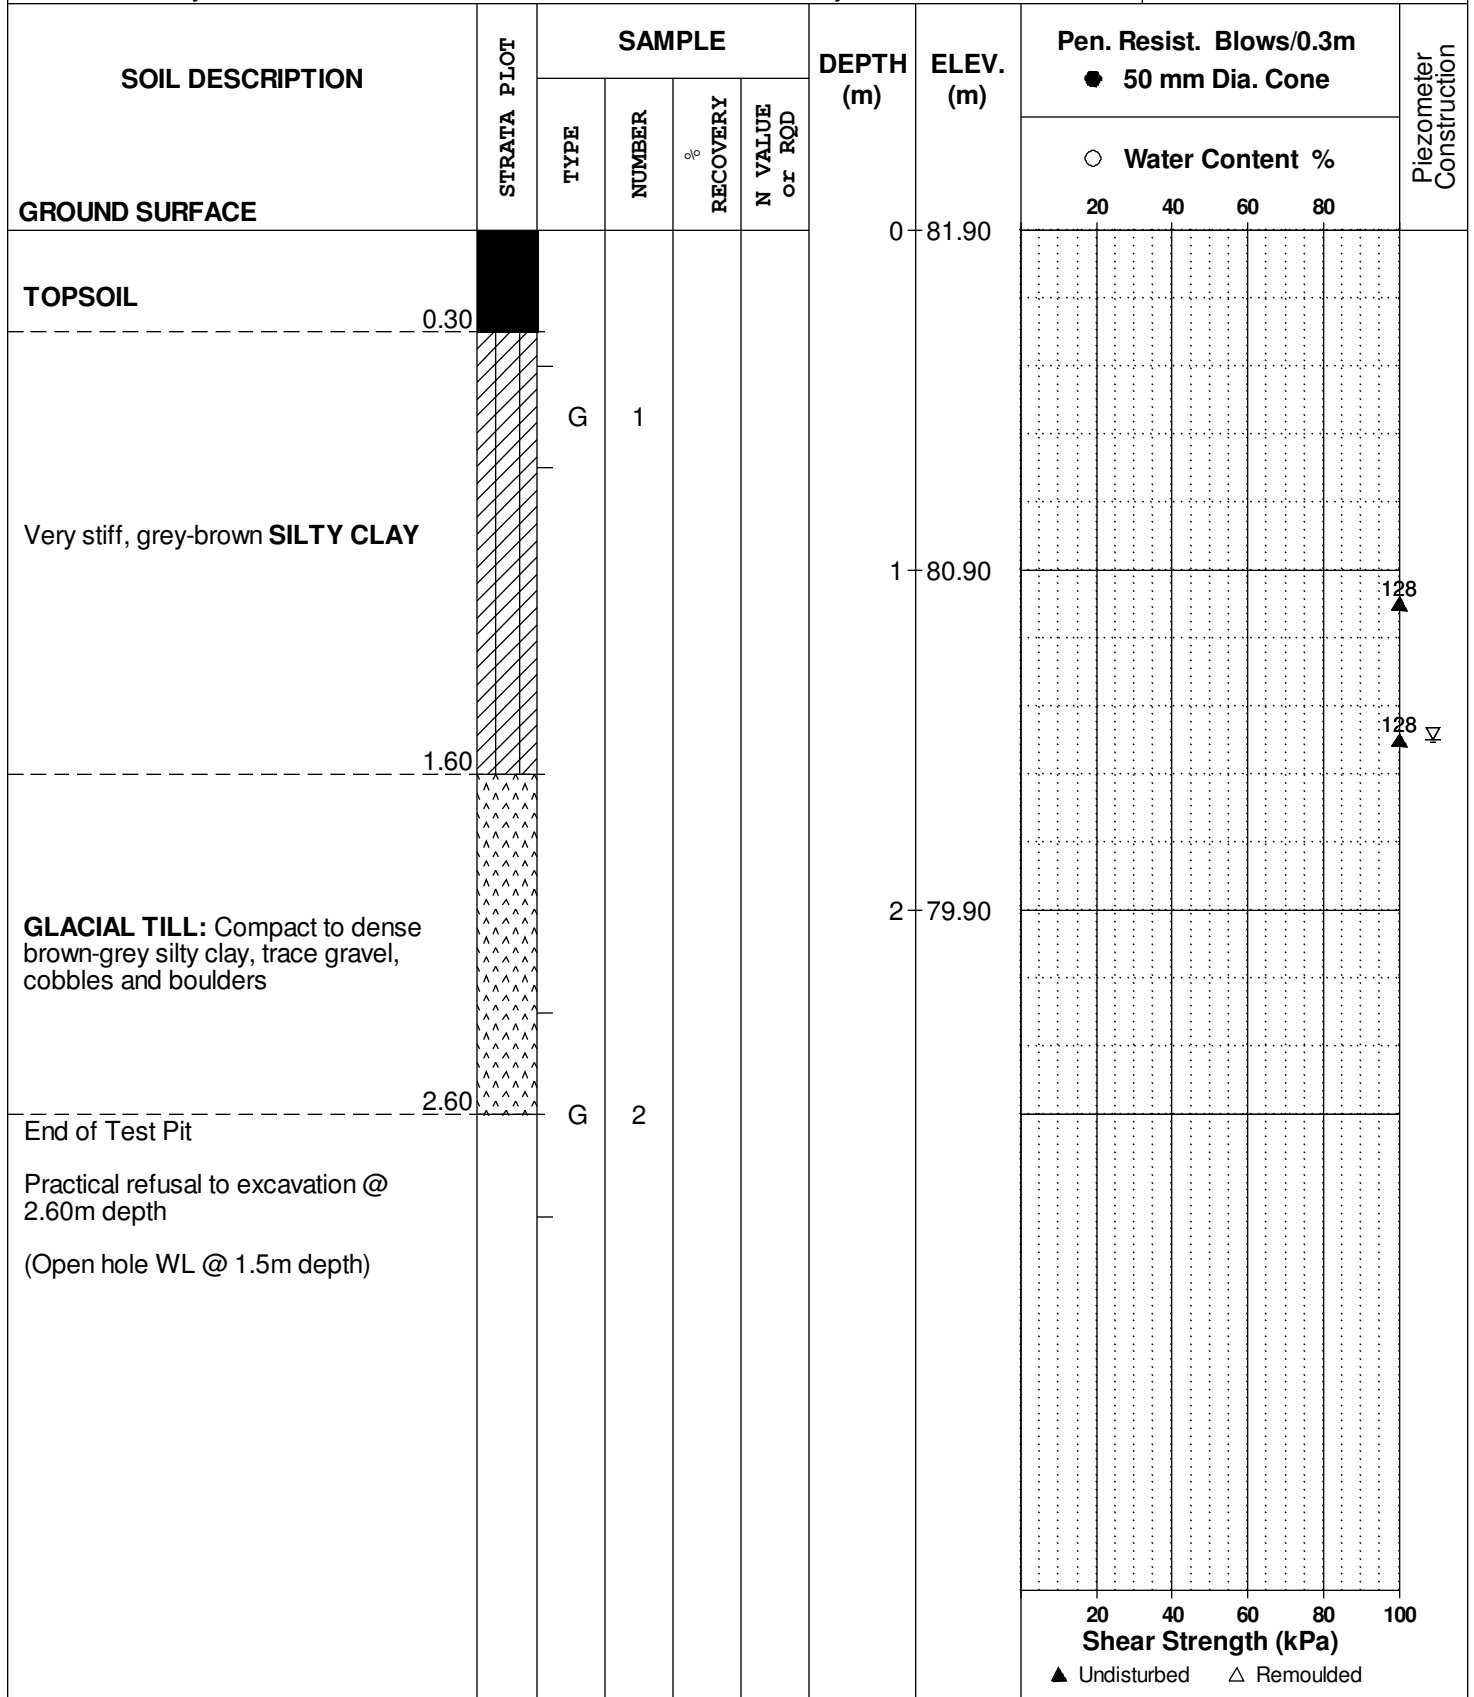 SOIL DESCRIPTION
GROUND SURFACE
STRATA PLOT
SAMPLE
TYPE
NUMBER
%
RECOVERY
N VALUE
or RQD
DEPTH
(m)
ELEV.
(m)
Pen. Resist. Blows/0.3m
● 50 mm Dia. Cone
○ Water Content %
20 40 60 80
Piezometer
Construction
0 81.90
TOPSOIL
0.30
G 1
Very stiff, grey-brown SILTY CLAY
1 80.90
128
128
1.60
2 79.90
GLACIAL TILL: Compact to dense
brown-grey silty clay, trace gravel,
cobbles and boulders
2.60
G 2
End of Test Pit
Practical refusal to excavation @
2.60m depth
(Open hole WL @ 1.5m depth)
20 40 60 80 100
Shear Strength (kPa)
▲ Undisturbed △ Remoulded